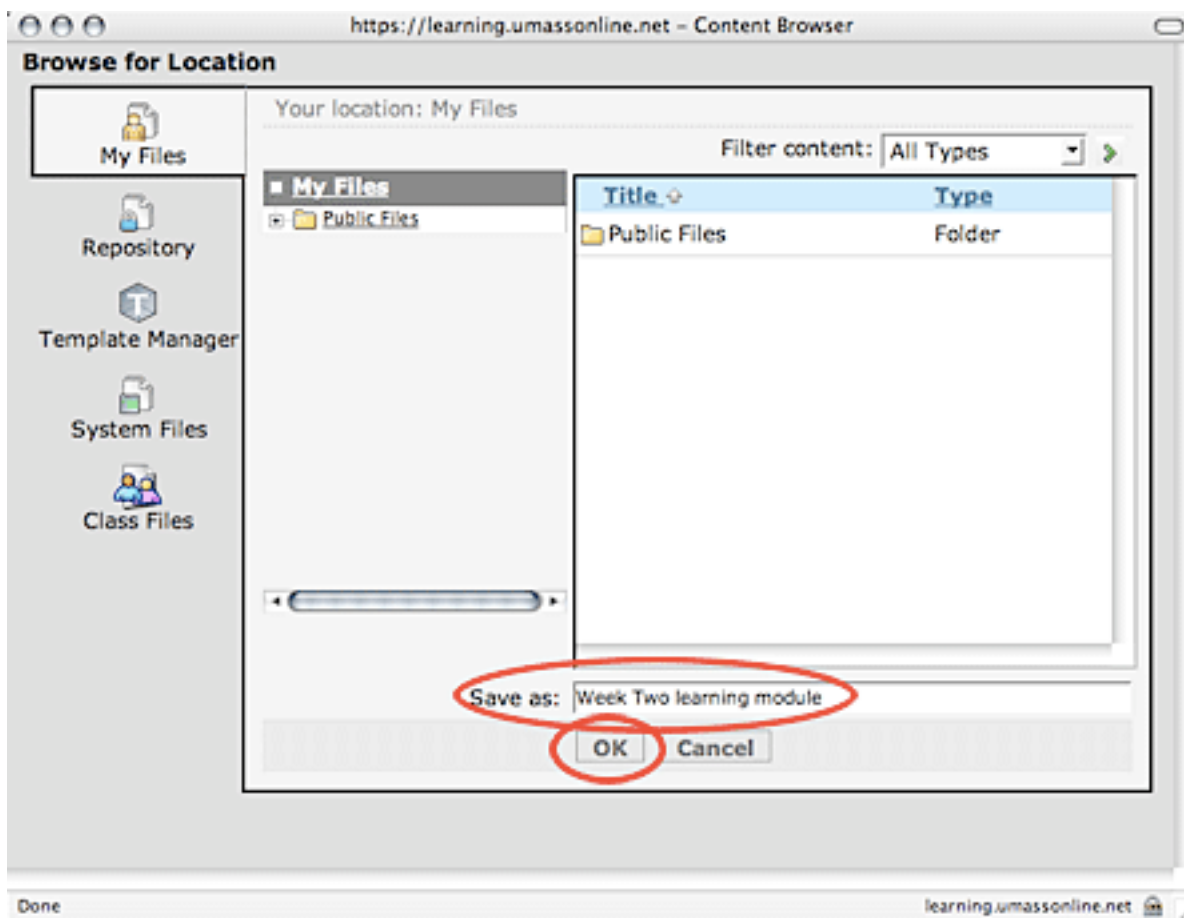 https://learning.umassonline.net – Content Browser
Browse for Location
My Files
Repository
Template Manager
System Files
Class Files
Your location: My Files
Filter content: All Types
My Files
Public Files
Title Type
Public Files Folder
Save as: Week Two learning module
OK Cancel
Done learning.umassonline.net